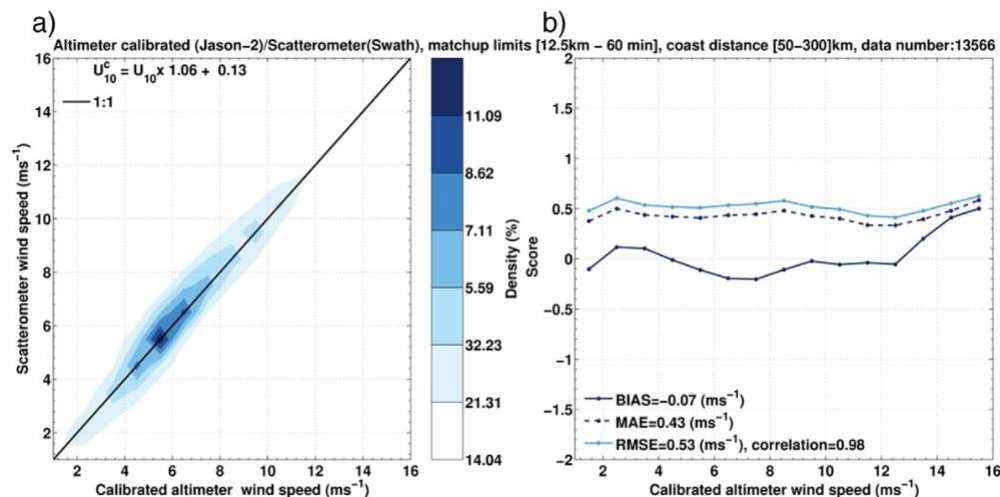 a)
b)
Altimeter calibrated (Jason−2)/Scatterometer(Swath), matchup limits [12.5km − 60 min], coast distance [50−300]km, data number:13566
U₁₀ᶜ = U₁₀x 1.06 + 0.13
1:1
16
14
12
10
8
6
4
2
Scatterometer wind speed (ms⁻¹)
2 4 6 8 10 12 14 16
Calibrated altimeter wind speed (ms⁻¹)
11.09
8.62
7.11
5.59
32.23
21.31
14.04
Density (%)
2
1.5
1
0.5
0
−0.5
−1
−1.5
−2
Score
BIAS=−0.07 (ms⁻¹)
MAE=0.43 (ms⁻¹)
RMSE=0.53 (ms⁻¹), correlation=0.98
2 4 6 8 10 12 14 16
Calibrated altimeter wind speed (ms⁻¹)